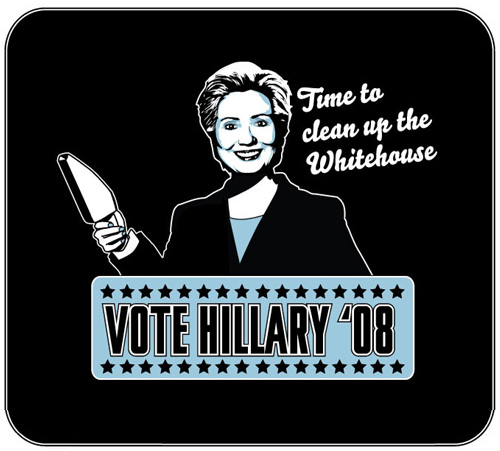 Time to
clean up the
Whitehouse
VOTE HILLARY '08